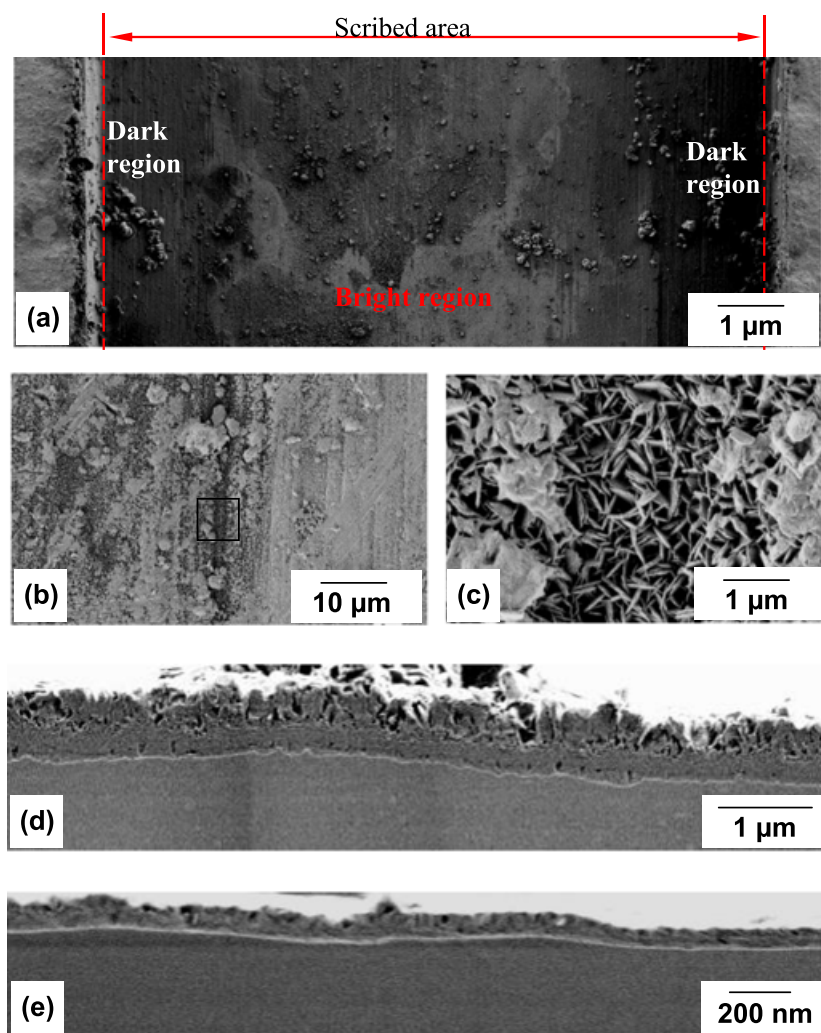 Scribed area
Dark
region
Dark
region
Bright region
(a)
1 µm
(b)
10 µm
(c)
1 µm
(d)
1 µm
(e)
200 nm